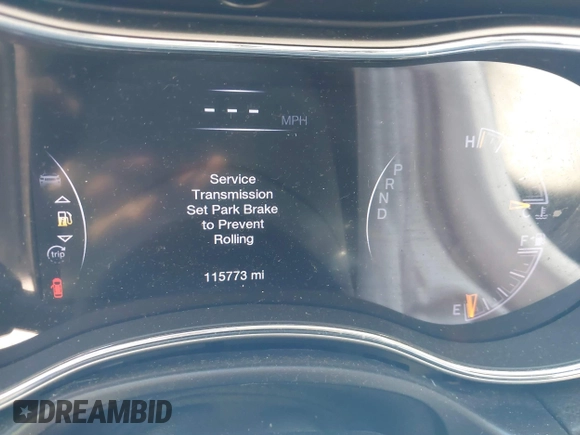 - - -
MPH
Service
Transmission
Set Park Brake
to Prevent
Rolling
115773 mi
trip
P
R
N
D
H
F
E
DREAMBID